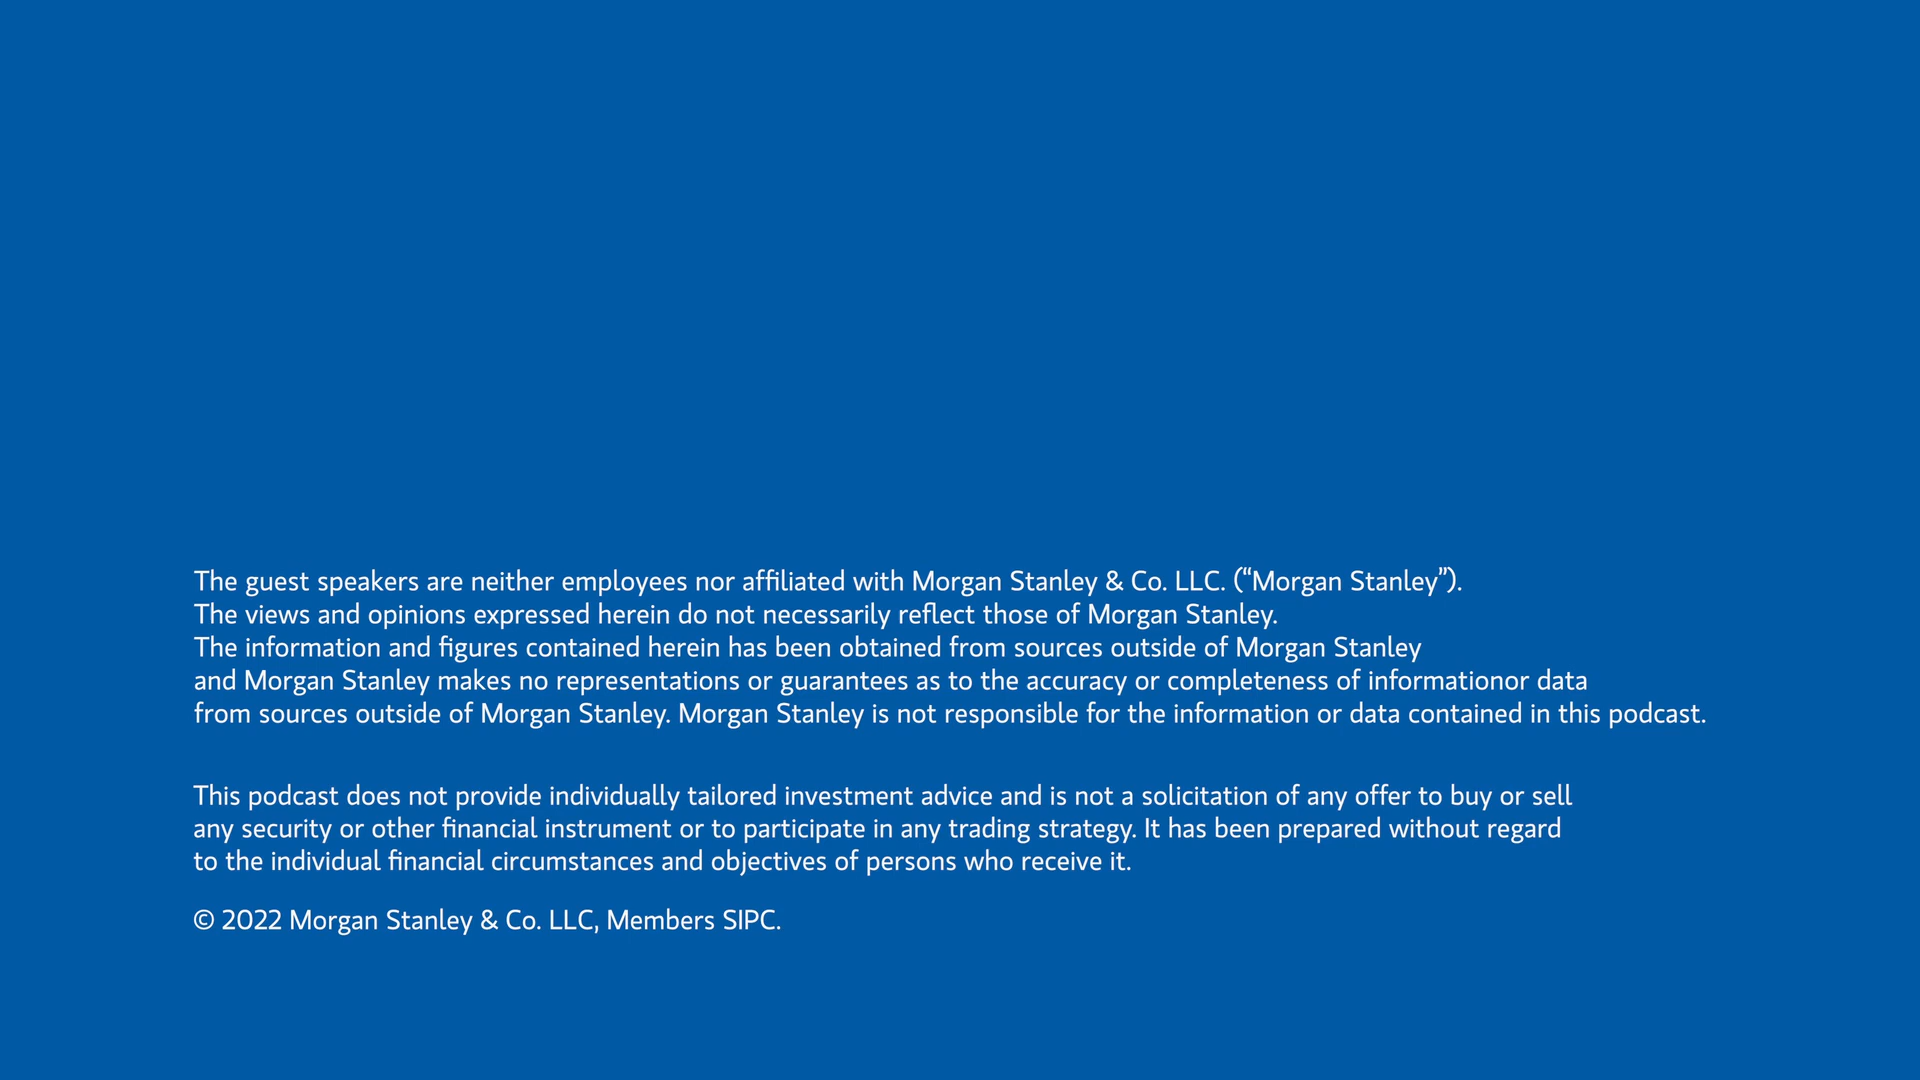 The guest speakers are neither employees nor affiliated with Morgan Stanley & Co. LLC. (“Morgan Stanley”).
The views and opinions expressed herein do not necessarily reflect those of Morgan Stanley.
The information and figures contained herein has been obtained from sources outside of Morgan Stanley
and Morgan Stanley makes no representations or guarantees as to the accuracy or completeness of informationor data
from sources outside of Morgan Stanley. Morgan Stanley is not responsible for the information or data contained in this podcast.
This podcast does not provide individually tailored investment advice and is not a solicitation of any offer to buy or sell
any security or other financial instrument or to participate in any trading strategy. It has been prepared without regard
to the individual financial circumstances and objectives of persons who receive it.
© 2022 Morgan Stanley & Co. LLC, Members SIPC.